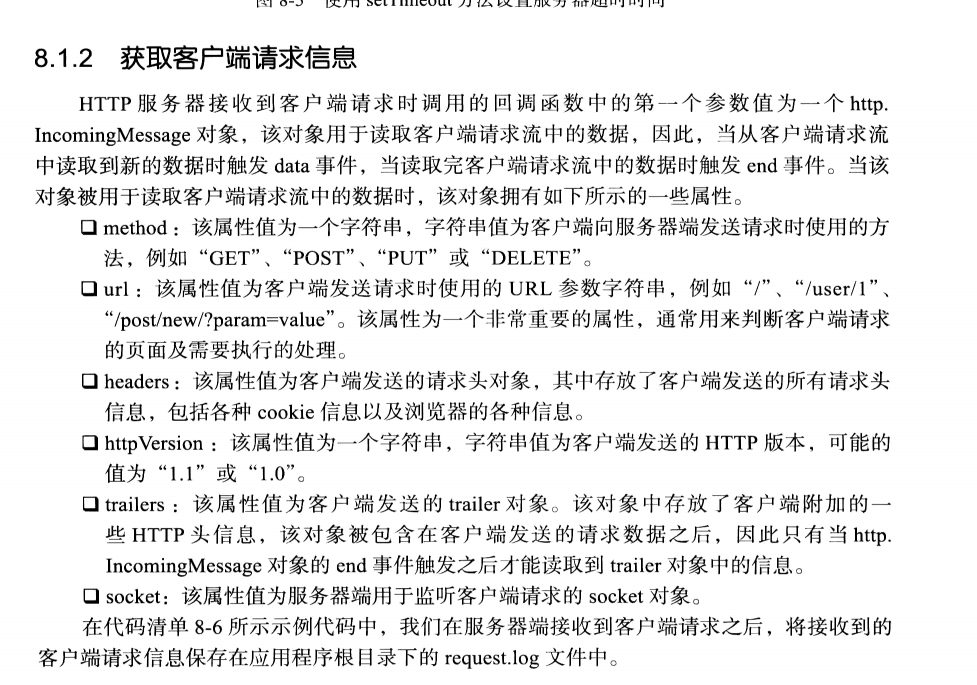 图 8-5 使用 setTimeout 方法设置服务器超时时间
8.1.2 获取客户端请求信息
HTTP 服务器接收到客户端请求时调用的回调函数中的第一个参数值为一个 http.
IncomingMessage 对象，该对象用于读取客户端请求流中的数据，因此，当从客户端请求流
中读取到新的数据时触发 data 事件，当读取完客户端请求流中的数据时触发 end 事件。当该
对象被用于读取客户端请求流中的数据时，该对象拥有如下所示的一些属性。
❑ method：该属性值为一个字符串，字符串值为客户端向服务器端发送请求时使用的方
法，例如“GET”、“POST”、“PUT”或“DELETE”。
❑ url：该属性值为客户端发送请求时使用的 URL 参数字符串，例如“/”、“/user/1”、
“/post/new/?param=value”。该属性为一个非常重要的属性，通常用来判断客户端请求
的页面及需要执行的处理。
❑ headers：该属性值为客户端发送的请求头对象，其中存放了客户端发送的所有请求头
信息，包括各种 cookie 信息以及浏览器的各种信息。
❑ httpVersion：该属性值为一个字符串，字符串值为客户端发送的 HTTP 版本，可能的
值为“1.1”或“1.0”。
❑ trailers：该属性值为客户端发送的 trailer 对象。该对象中存放了客户端附加的一
些 HTTP 头信息，该对象被包含在客户端发送的请求数据之后，因此只有当 http.
IncomingMessage 对象的 end 事件触发之后才能读取到 trailer 对象中的信息。
❑ socket：该属性值为服务器端用于监听客户端请求的 socket 对象。
在代码清单 8-6 所示示例代码中，我们在服务器端接收到客户端请求之后，将接收到的
客户端请求信息保存在应用程序根目录下的 request.log 文件中。